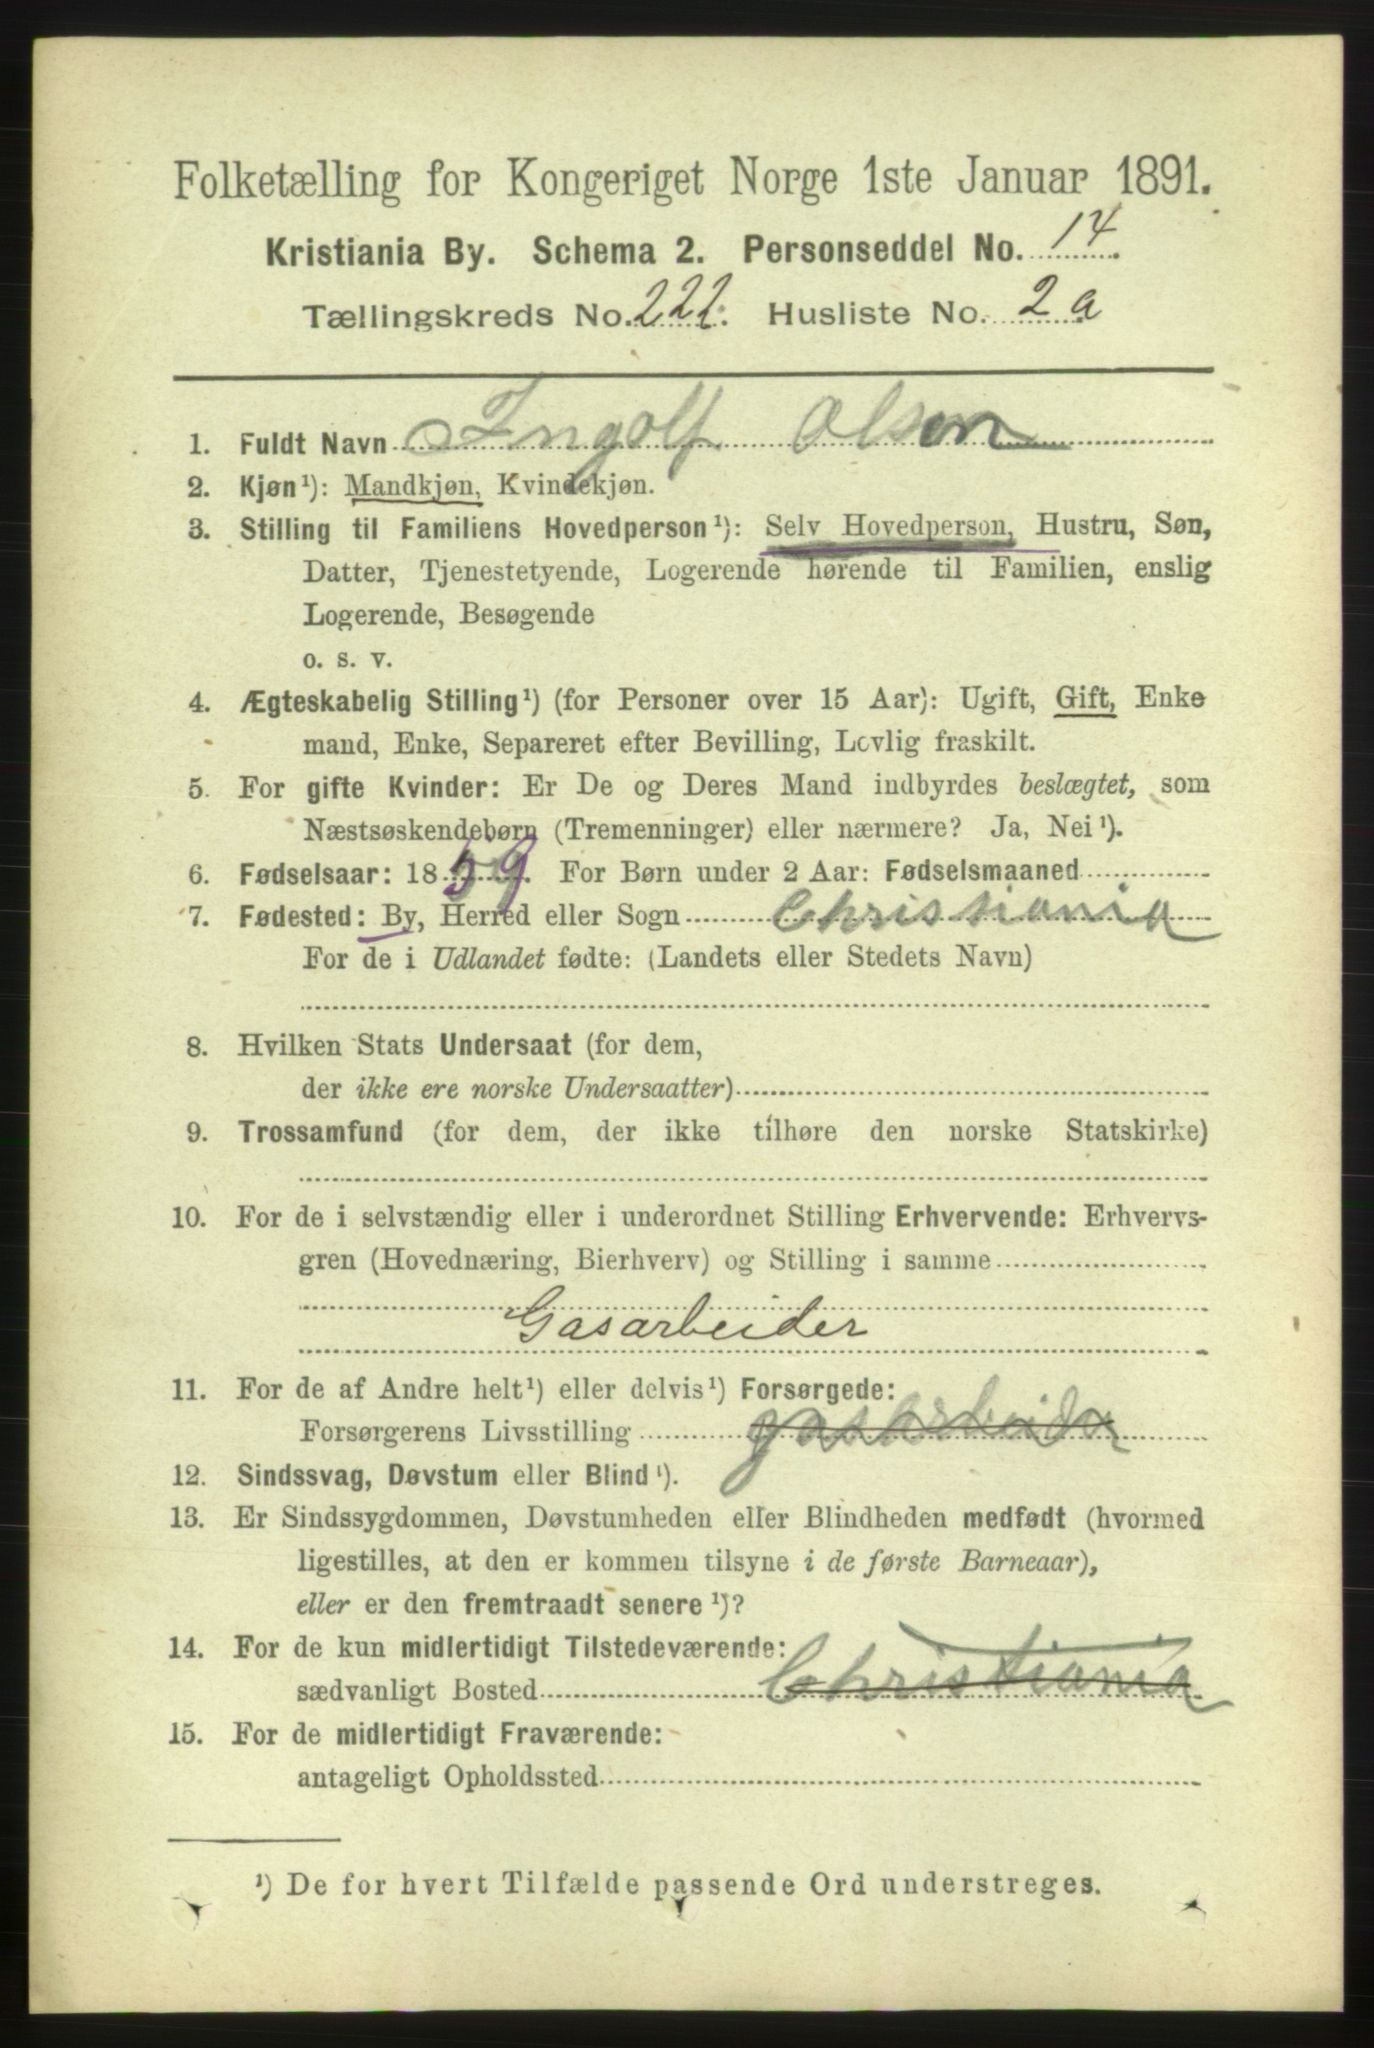 Folketælling for Kongeriget Norge 1ste Januar 1891.
Kristiania By. Schema 2. Personseddel No. 14
Tællingskreds No. 222. Husliste No. 2 a
1. Fuldt Navn Ingolf Olsen
2. Kjøn¹): Mandkjøn, Kvindekjøn.
3. Stilling til Familiens Hovedperson¹): Selv Hovedperson, Hustru, Søn,
Datter, Tjenestetyende, Logerende hørende til Familien, enslig
Logerende, Besøgende
o. s. v.
4. Ægteskabelig Stilling¹) (for Personer over 15 Aar): Ugift, Gift, Enke
mand, Enke, Separeret efter Bevilling, Lovlig fraskilt.
5. For gifte Kvinder: Er De og Deres Mand indbyrdes beslægtet, som
Næstsøskendebørn (Tremenninger) eller nærmere? Ja, Nei¹).
6. Fødselsaar: 1859. For Børn under 2 Aar: Fødselsmaaned
7. Fødested: By, Herred eller Sogn Christiania
For de i Udlandet fødte: (Landets eller Stedets Navn)
8. Hvilken Stats Undersaat (for dem,
der ikke ere norske Undersaatter)
9. Trossamfund (for dem, der ikke tilhøre den norske Statskirke)
10. For de i selvstændig eller i underordnet Stilling Erhvervende: Erhvervs-
gren (Hovednæring, Bierhverv) og Stilling i samme
Gasarbeider
11. For de af Andre helt¹) eller delvis¹) Forsørgede:
Forsørgerens Livsstilling gasarbeider
12. Sindssvag, Døvstum eller Blind¹).
13. Er Sindssygdommen, Døvstumheden eller Blindheden medfødt (hvormed
ligestilles, at den er kommen tilsyne i de første Barneaar),
eller er den fremtraadt senere¹)?
14. For de kun midlertidigt Tilstedeværende:
sædvanligt Bosted Christiania
15. For de midlertidigt Fraværende:
antageligt Opholdssted
¹) De for hvert Tilfælde passende Ord understreges.